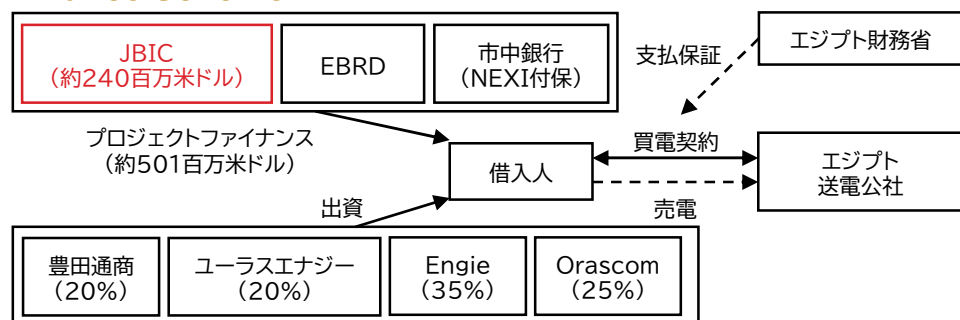 JBIC
（約240百万米ドル）
EBRD
市中銀行
（NEXI付保）
支払保証
エジプト財務省
プロジェクトファイナンス
（約501百万米ドル）
借入人
買電契約
エジプト
送電公社
出資
売電
豊田通商
（20%）
ユーラスエナジー
（20%）
Engie
（35%）
Orascom
（25%）